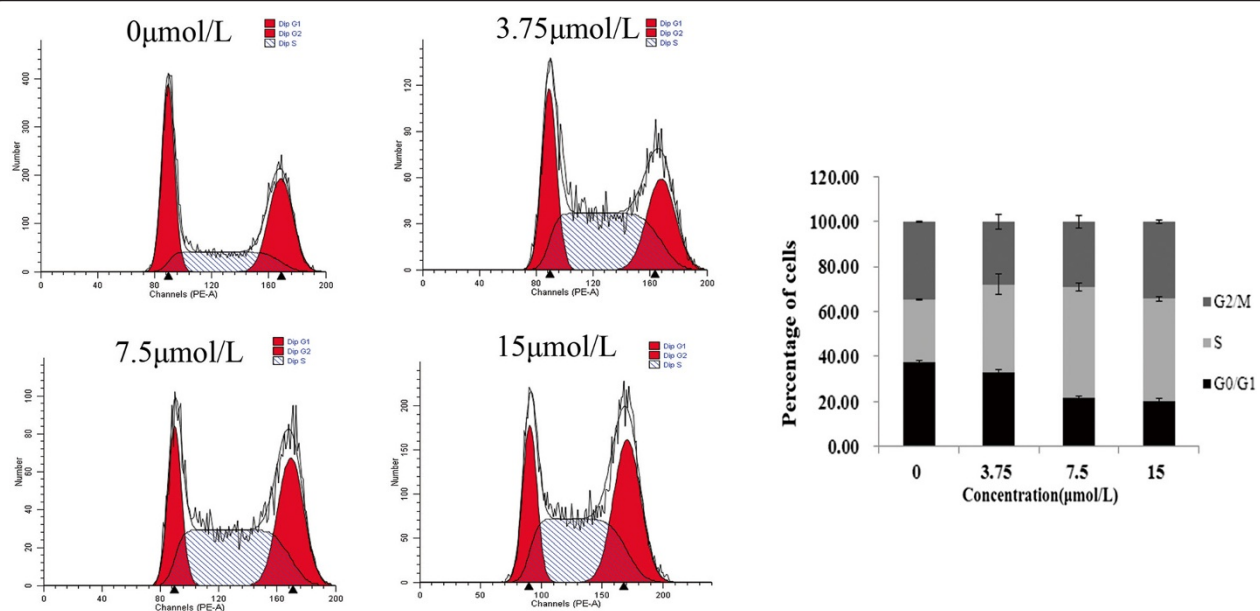 0μmol/L
Dip G1
Dip G2
Dip S
400
300
200
100
0
Number
0 40 80 120 160 200
Channels (PE-A)
3.75μmol/L
Dip G1
Dip G2
Dip S
120
90
60
30
0
Number
0 40 80 120 160 200
Channels (PE-A)
7.5μmol/L
Dip G1
Dip G2
Dip S
100
80
60
40
20
0
Number
0 40 80 120 160 200
Channels (PE-A)
15μmol/L
Dip G1
Dip G2
Dip S
200
150
100
50
0
Number
0 50 100 150 200
Channels (PE-A)
120.00
100.00
80.00
60.00
40.00
20.00
0.00
Percentage of cells
0 3.75 7.5 15
Concentration(μmol/L)
G2/M
S
G0/G1